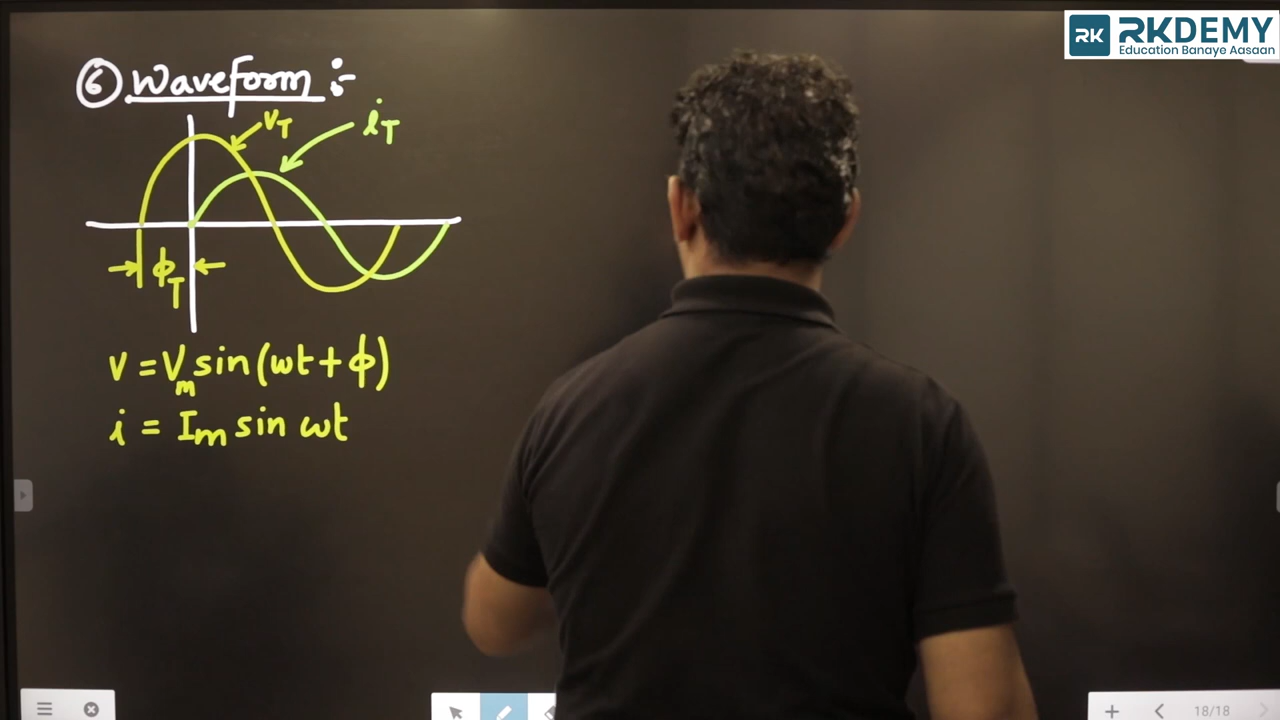 RK RKDEMY
Education Banaye Aasaan
⑥ Waveform :-
v_T
i_T
ϕ_T
v = V_m sin (ωt + ϕ)
i = I_m sin ωt
18/18